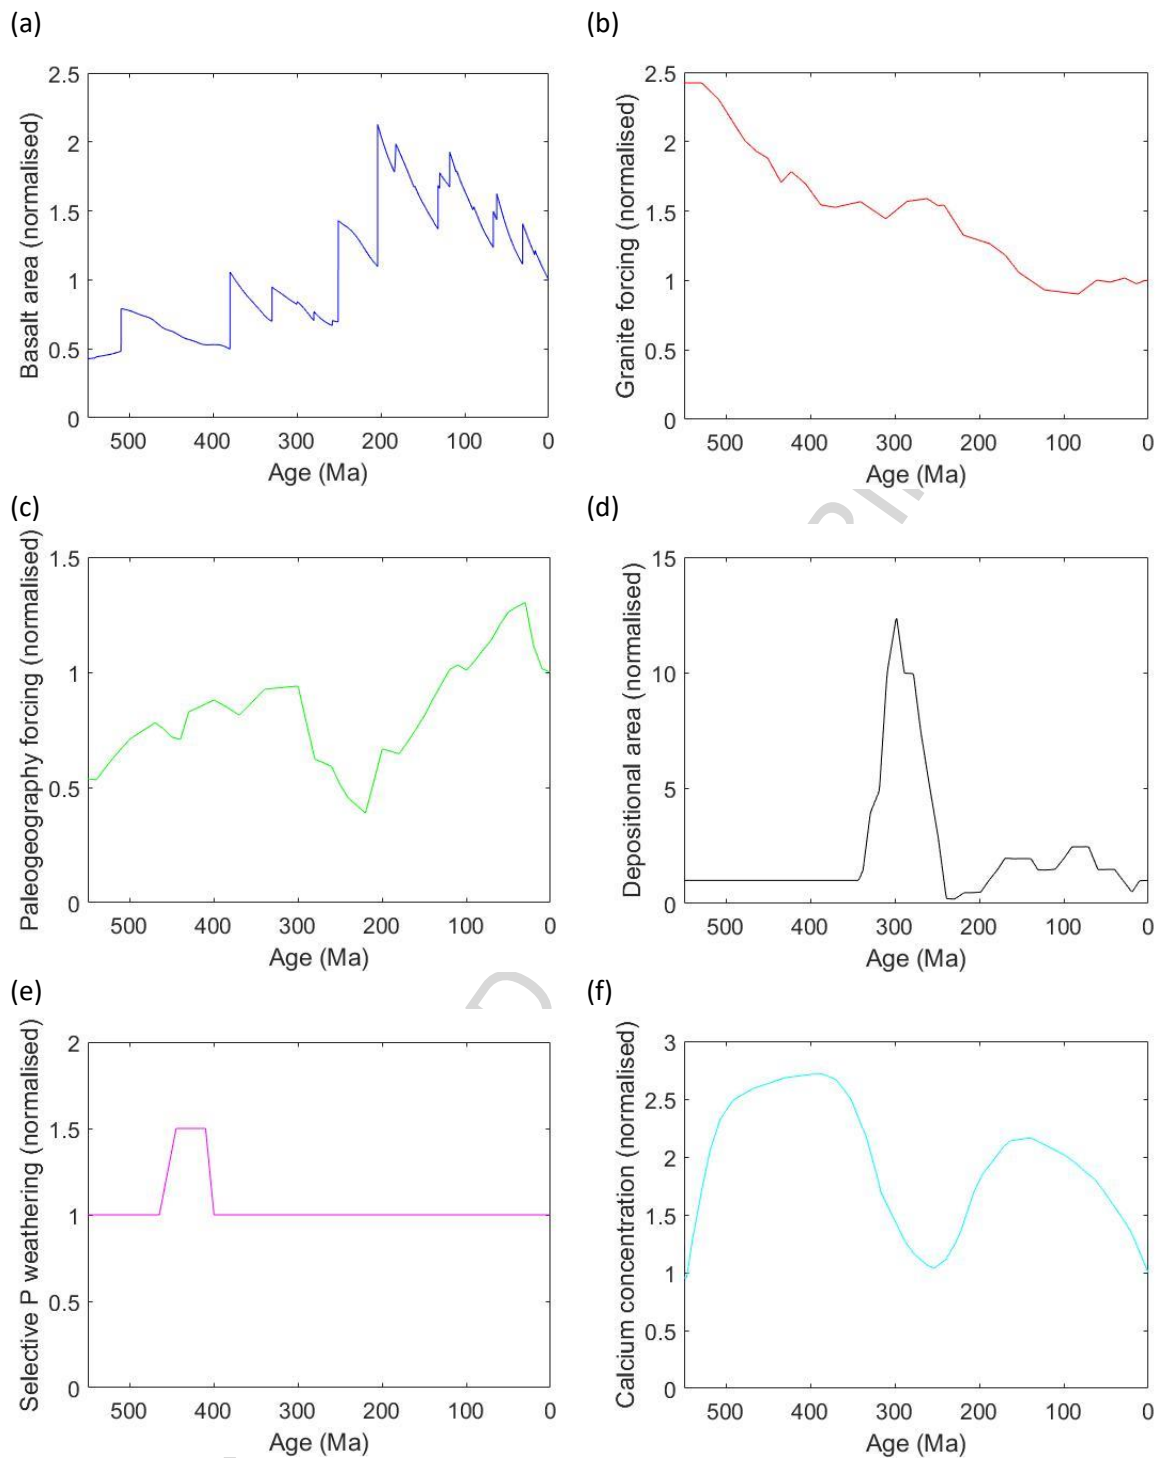 (a)
Basalt area (normalised)
2.5
2
1.5
1
0.5
0
500 400 300 200 100 0
Age (Ma)
(b)
Granite forcing (normalised)
2.5
2
1.5
1
0.5
0
500 400 300 200 100 0
Age (Ma)
(c)
Paleogeography forcing (normalised)
1.5
1
0.5
0
500 400 300 200 100 0
Age (Ma)
(d)
Depositional area (normalised)
15
10
5
0
500 400 300 200 100 0
Age (Ma)
(e)
Selective P weathering (normalised)
2
1.5
1
0.5
0
500 400 300 200 100 0
Age (Ma)
(f)
Calcium concentration (normalised)
3
2.5
2
1.5
1
0.5
0
500 400 300 200 100 0
Age (Ma)